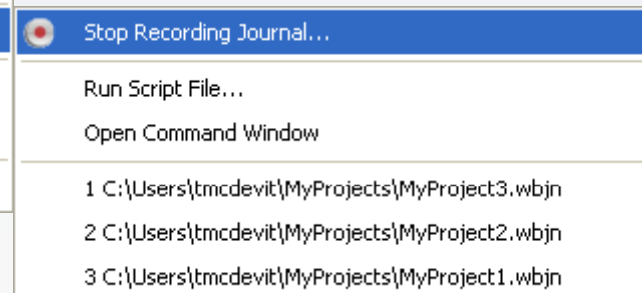 Stop Recording Journal...
Run Script File...
Open Command Window
1 C:\Users\tmcdevit\MyProjects\MyProject3.wbjn
2 C:\Users\tmcdevit\MyProjects\MyProject2.wbjn
3 C:\Users\tmcdevit\MyProjects\MyProject1.wbjn